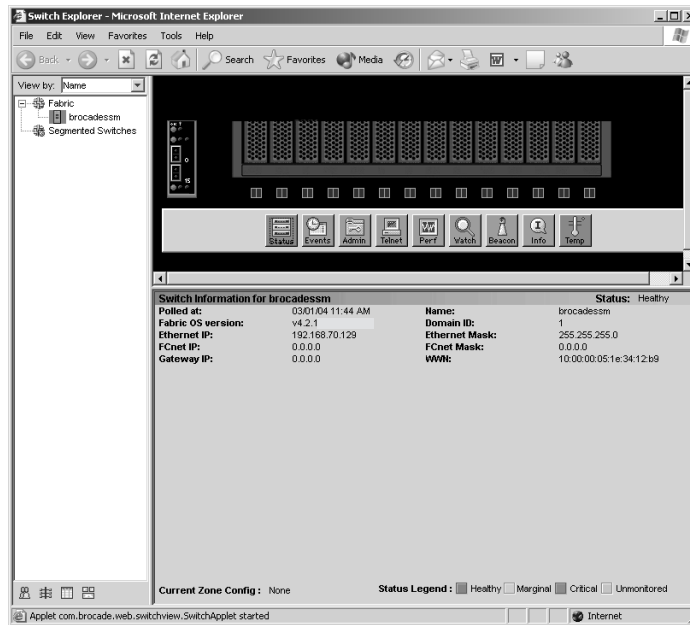 Switch Explorer - Microsoft Internet Explorer
File Edit View Favorites Tools Help
Back Search Favorites Media
View by: Name
Fabric
brocadessm
Segmented Switches
0
15
Status Events Admin Telnet Perf Watch Beacon Info Temp
Switch Information for brocadessm Status: Healthy
Polled at: 03/01/04 11:44 AM Name: brocadessm
Fabric OS version: v4.2.1 Domain ID: 1
Ethernet IP: 192.168.70.129 Ethernet Mask: 255.255.255.0
FCnet IP: 0.0.0.0 FCnet Mask: 0.0.0.0
Gateway IP: 0.0.0.0 WWN: 10:00:00:05:1e:34:12:b9
Current Zone Config : None Status Legend : Healthy Marginal Critical Unmonitored
Applet com.brocade.web.switchview.SwitchApplet started Internet